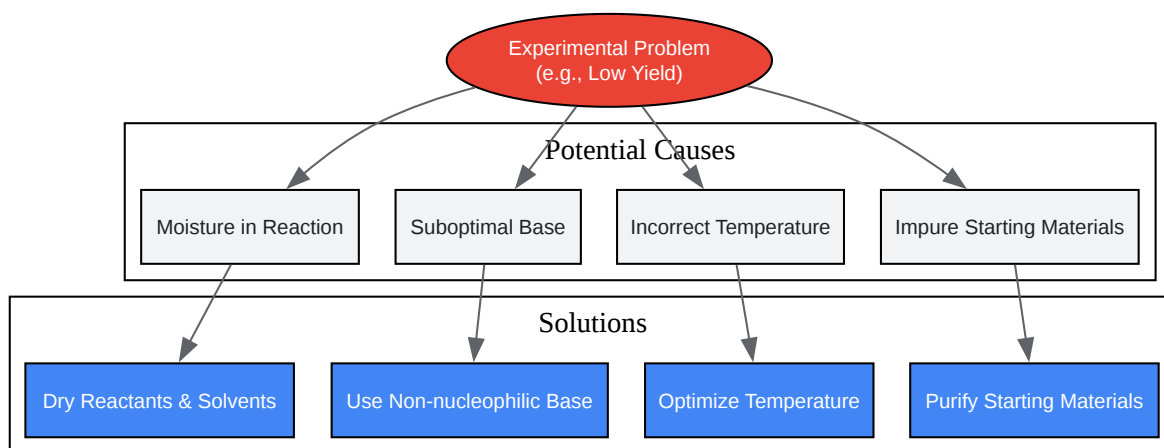 Experimental Problem
(e.g., Low Yield)
Potential Causes
Moisture in Reaction
Suboptimal Base
Incorrect Temperature
Impure Starting Materials
Solutions
Dry Reactants & Solvents
Use Non-nucleophilic Base
Optimize Temperature
Purify Starting Materials